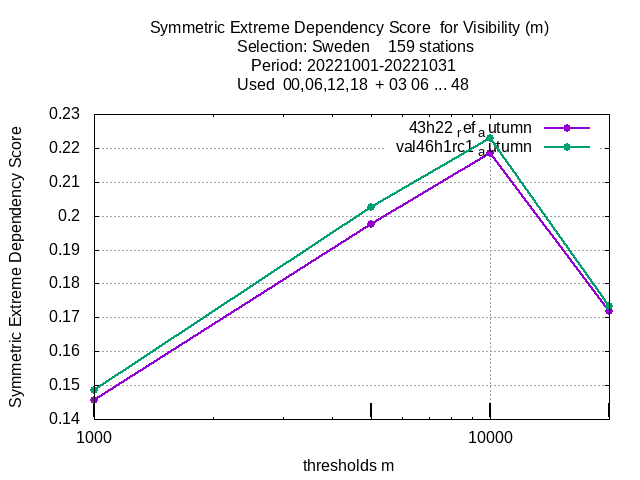 Symmetric Extreme Dependency Score  for Visibility (m)
Selection: Sweden    159 stations
Period: 20221001-20221031
Used  00,06,12,18  + 03 06 ... 48
0.23
0.22
0.21
0.2
0.19
0.18
0.17
0.16
0.15
0.14
Symmetric Extreme Dependency Score
43h22_ref_autumn
val46h1rc1_autumn
1000
10000
thresholds m